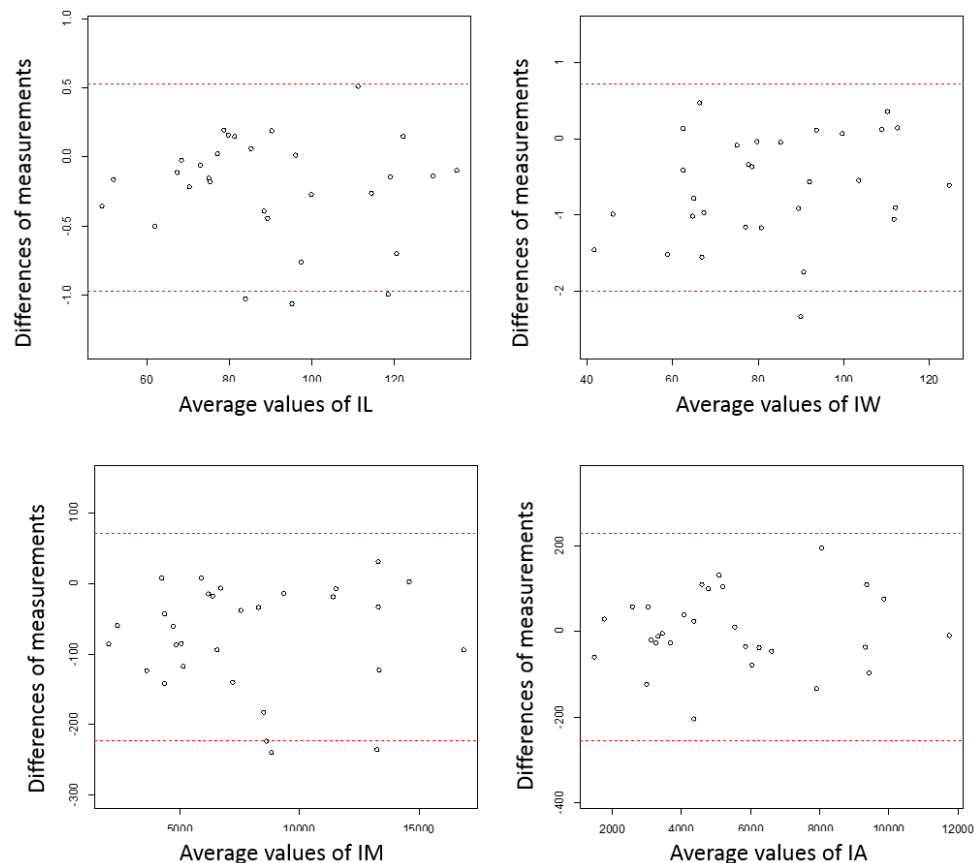 Differences of measurements
1.0
0.5
0.0
-0.5
-1.0
60 80 100 120
Average values of IL
Differences of measurements
1
0
-1
-2
40 60 80 100 120
Average values of IW
Differences of measurements
100
0
-100
-200
-300
5000 10000 15000
Average values of IM
Differences of measurements
200
0
-200
-400
2000 4000 6000 8000 10000 12000
Average values of IA